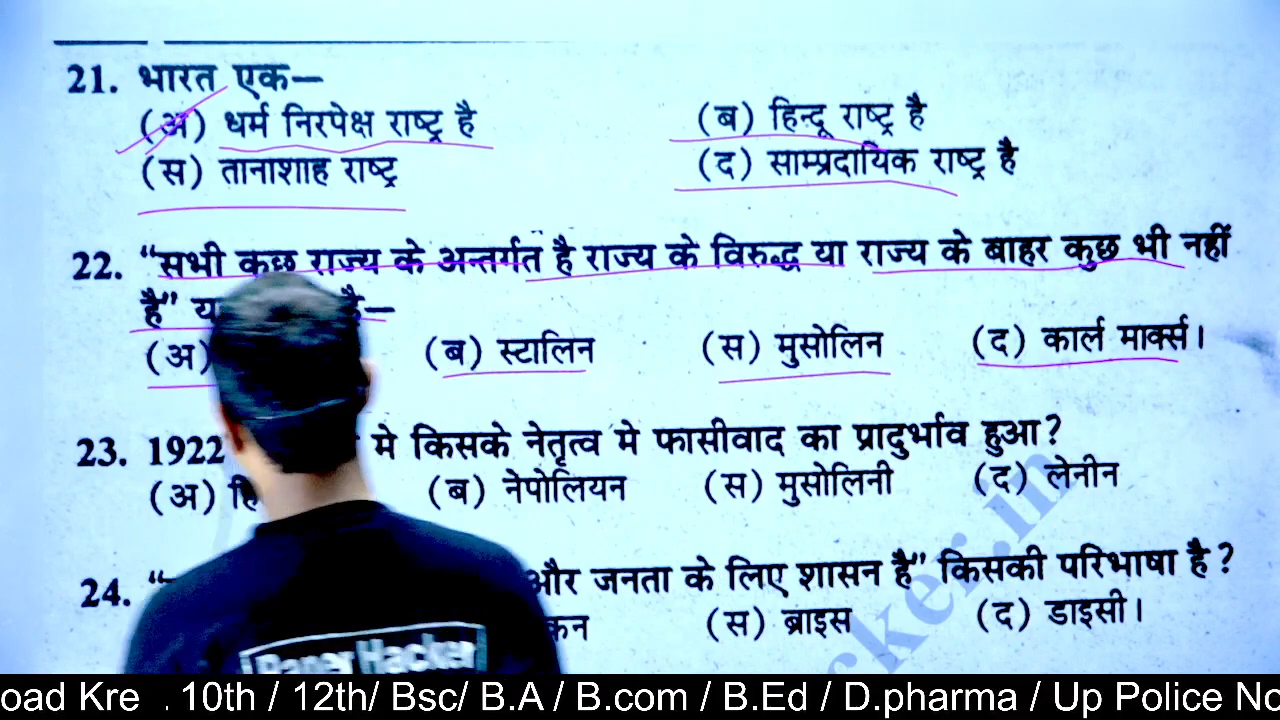 21. भारत एक—
(अ) धर्म निरपेक्ष राष्ट्र है (ब) हिन्दू राष्ट्र है
(स) तानाशाह राष्ट्र (द) साम्प्रदायिक राष्ट्र है
22. “सभी कुछ राज्य के अन्तर्गत है राज्य के विरुद्ध या राज्य के बाहर कुछ भी नहीं
है” है—
(अ) (ब) स्टालिन (स) मुसोलिन (द) कार्ल मार्क्स।
23. 1922 मे किसके नेतृत्व मे फासीवाद का प्रादुर्भाव हुआ?
(अ) (ब) नेपोलियन (स) मुसोलिनी (द) लेनीन
24. “ और जनता के लिए शासन है” किसकी परिभाषा है?
(स) ब्राइस (द) डाइसी।
cker.in
Paper Hacker
oad Kre . 10th / 12th/ Bsc/ B.A / B.com / B.Ed / D.pharma / Up Police No